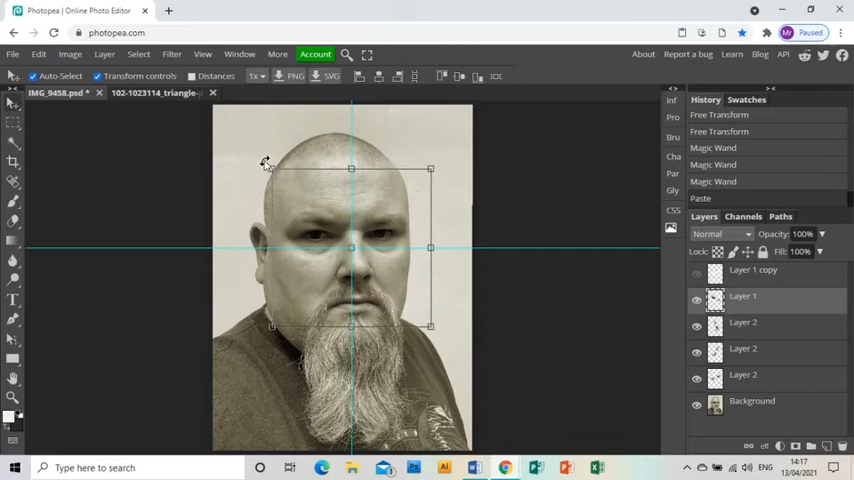 Photopea | Online Photo Editor
photopea.com
Mr Paused
File Edit Image Layer Select Filter View Window More Account
About Report a bug Learn Blog API
Auto-Select Transform controls Distances 1x PNG SVG
IMG_9458.psd * 102-1023114_triangle-p
Inf
Pro
Bru
Cha
Par
Gly
CSS
History Swatches
Free Transform
Free Transform
Magic Wand
Magic Wand
Magic Wand
Paste
Layers Channels Paths
Normal Opacity: 100%
Lock: Fill: 100%
Layer 1 copy
Layer 1
Layer 2
Layer 2
Layer 2
Background
eff
Type here to search
ENG
14:17
13/04/2021